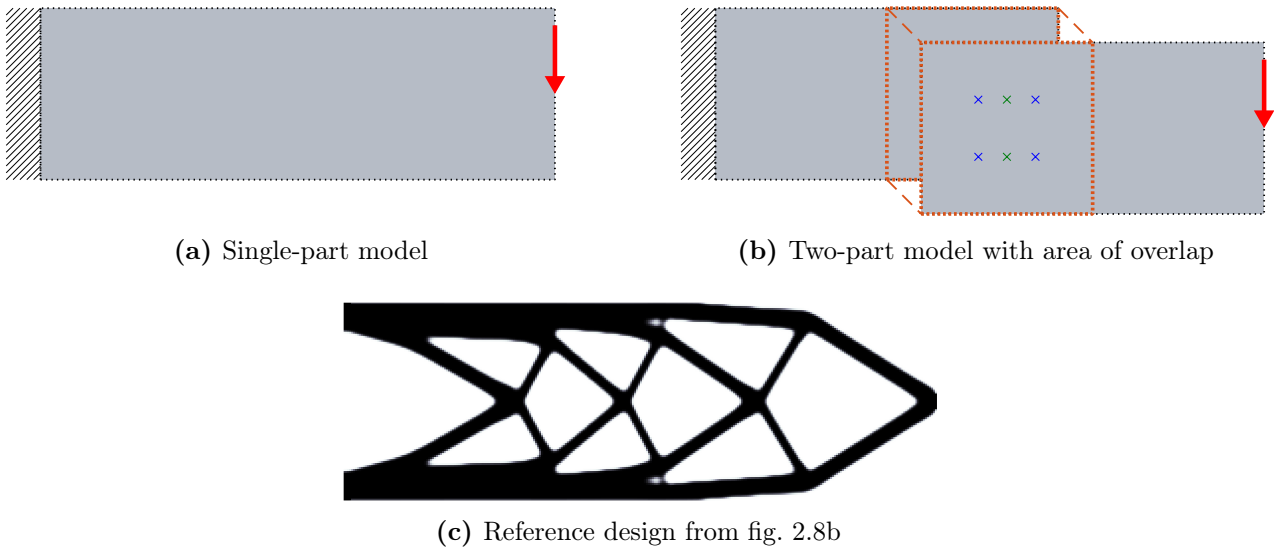 (a) Single-part model
(b) Two-part model with area of overlap
(c) Reference design from fig. 2.8b